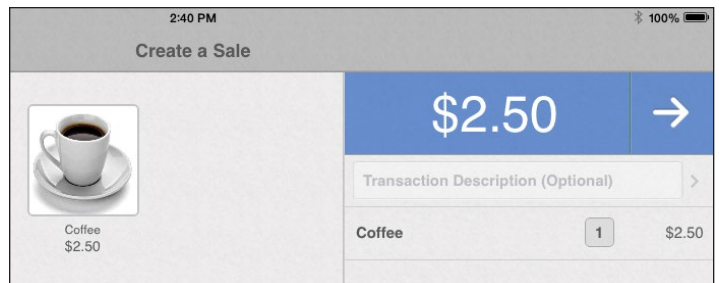 2:40 PM
100%
Create a Sale
$2.50
Transaction Description (Optional)
Coffee
$2.50
Coffee 1 $2.50